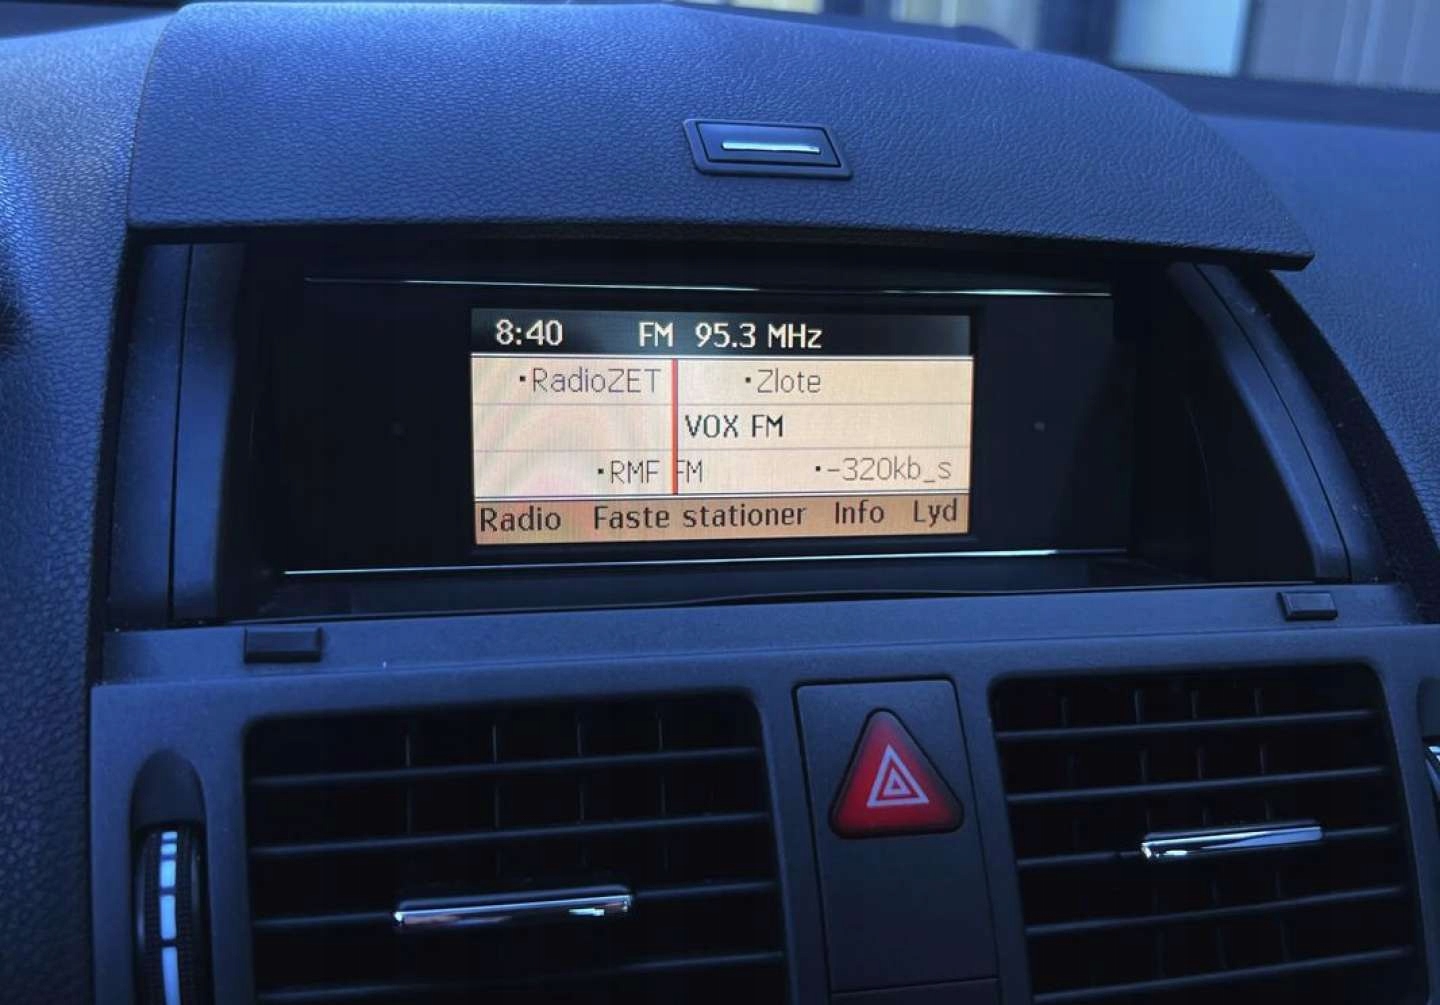 8:40 FM 95.3 MHz
·RadioZET ·Zlote
VOX FM
·RMF FM ·-320kb_s
Radio Faste stationer Info Lyd